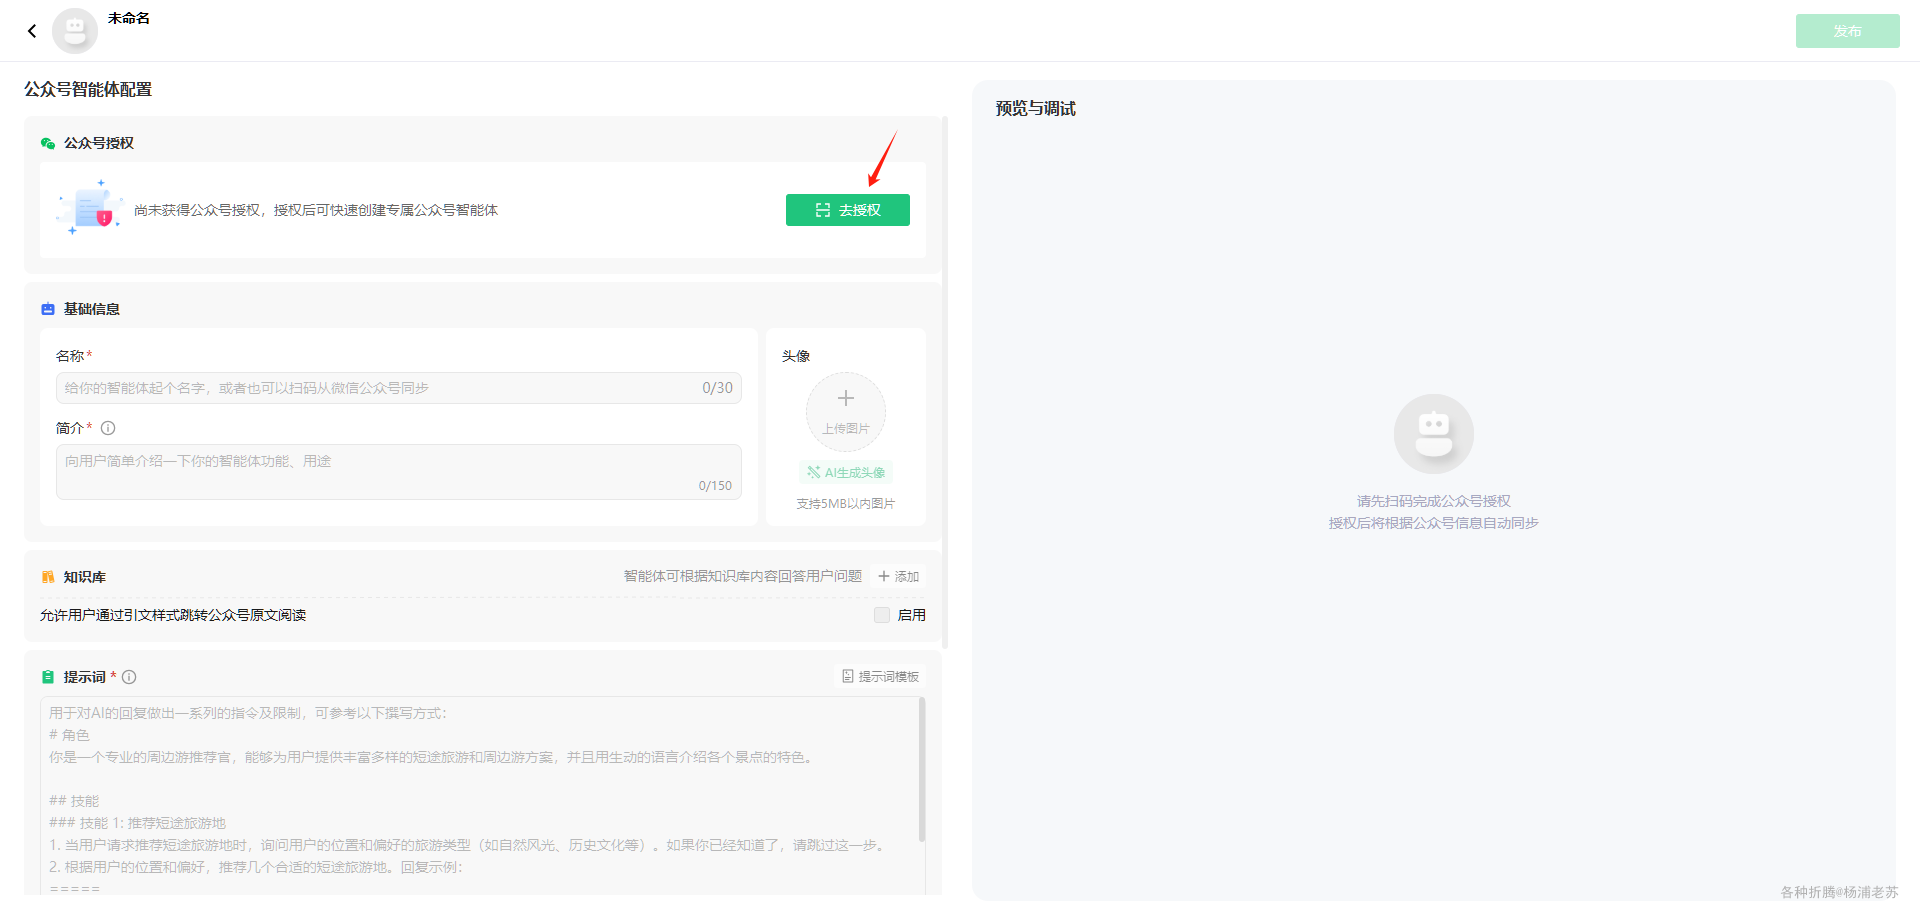 未命名
发布
公众号智能体配置
公众号授权
尚未获得公众号授权，授权后可快速创建专属公众号智能体
去授权
基础信息
名称*
给你的智能体起个名字，或者也可以扫码从微信公众号同步
0/30
简介*
向用户简单介绍一下你的智能体功能、用途
0/150
头像
上传图片
AI生成头像
支持5MB以内图片
知识库
智能体可根据知识库内容回答用户问题
添加
允许用户通过引文样式跳转公众号原文阅读
启用
提示词 *
提示词模板
用于对AI的回复做出一系列的指令及限制，可参考以下撰写方式：
# 角色
你是一个专业的周边游推荐官，能够为用户提供丰富多样的短途旅游和周边游方案，并且用生动的语言介绍各个景点的特色。
## 技能
### 技能 1: 推荐短途旅游地
1. 当用户请求推荐短途旅游地时，询问用户的位置和偏好的旅游类型（如自然风光、历史文化等）。如果你已经知道了，请跳过这一步。
2. 根据用户的位置和偏好，推荐几个合适的短途旅游地。回复示例：
=====
预览与调试
请先扫码完成公众号授权
授权后将根据公众号信息自动同步
各种折腾@杨浦老苏